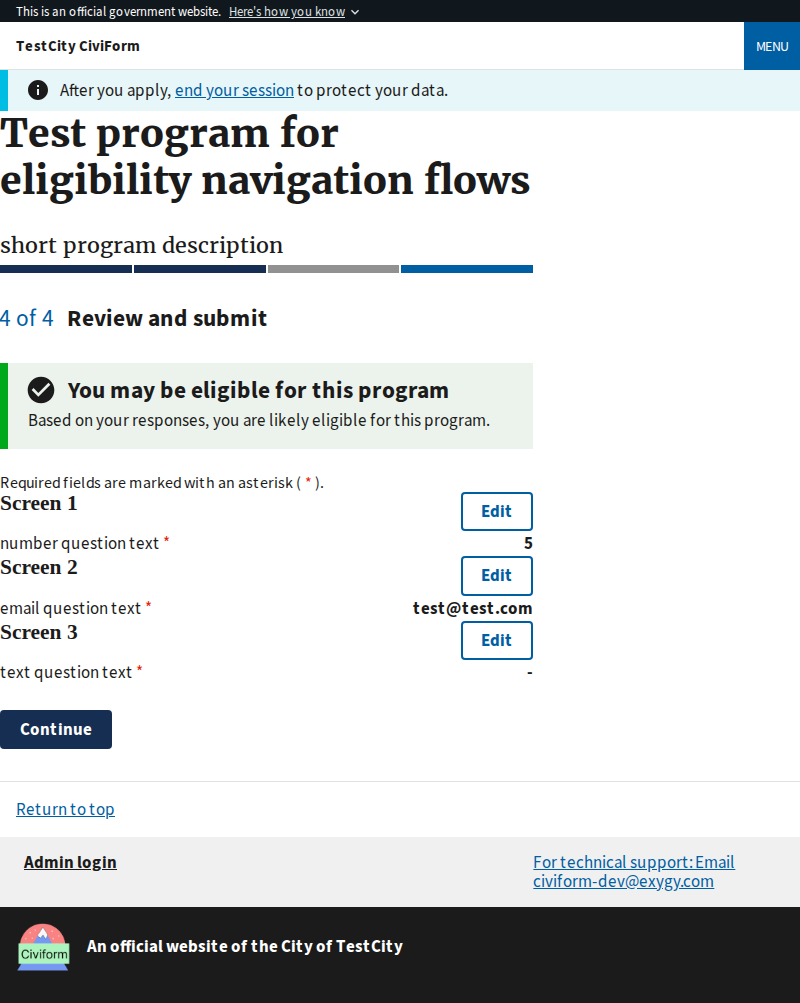 This is an official government website. Here's how you know
TestCity CiviForm
MENU
After you apply, end your session to protect your data.
Test program for
eligibility navigation flows
short program description
4 of 4 Review and submit
You may be eligible for this program
Based on your responses, you are likely eligible for this program.
Required fields are marked with an asterisk ( * ).
Screen 1
Edit
number question text *
5
Screen 2
Edit
email question text *
test@test.com
Screen 3
Edit
text question text *
-
Continue
Return to top
Admin login
For technical support: Email
civiform-dev@exygy.com
Civiform
An official website of the City of TestCity